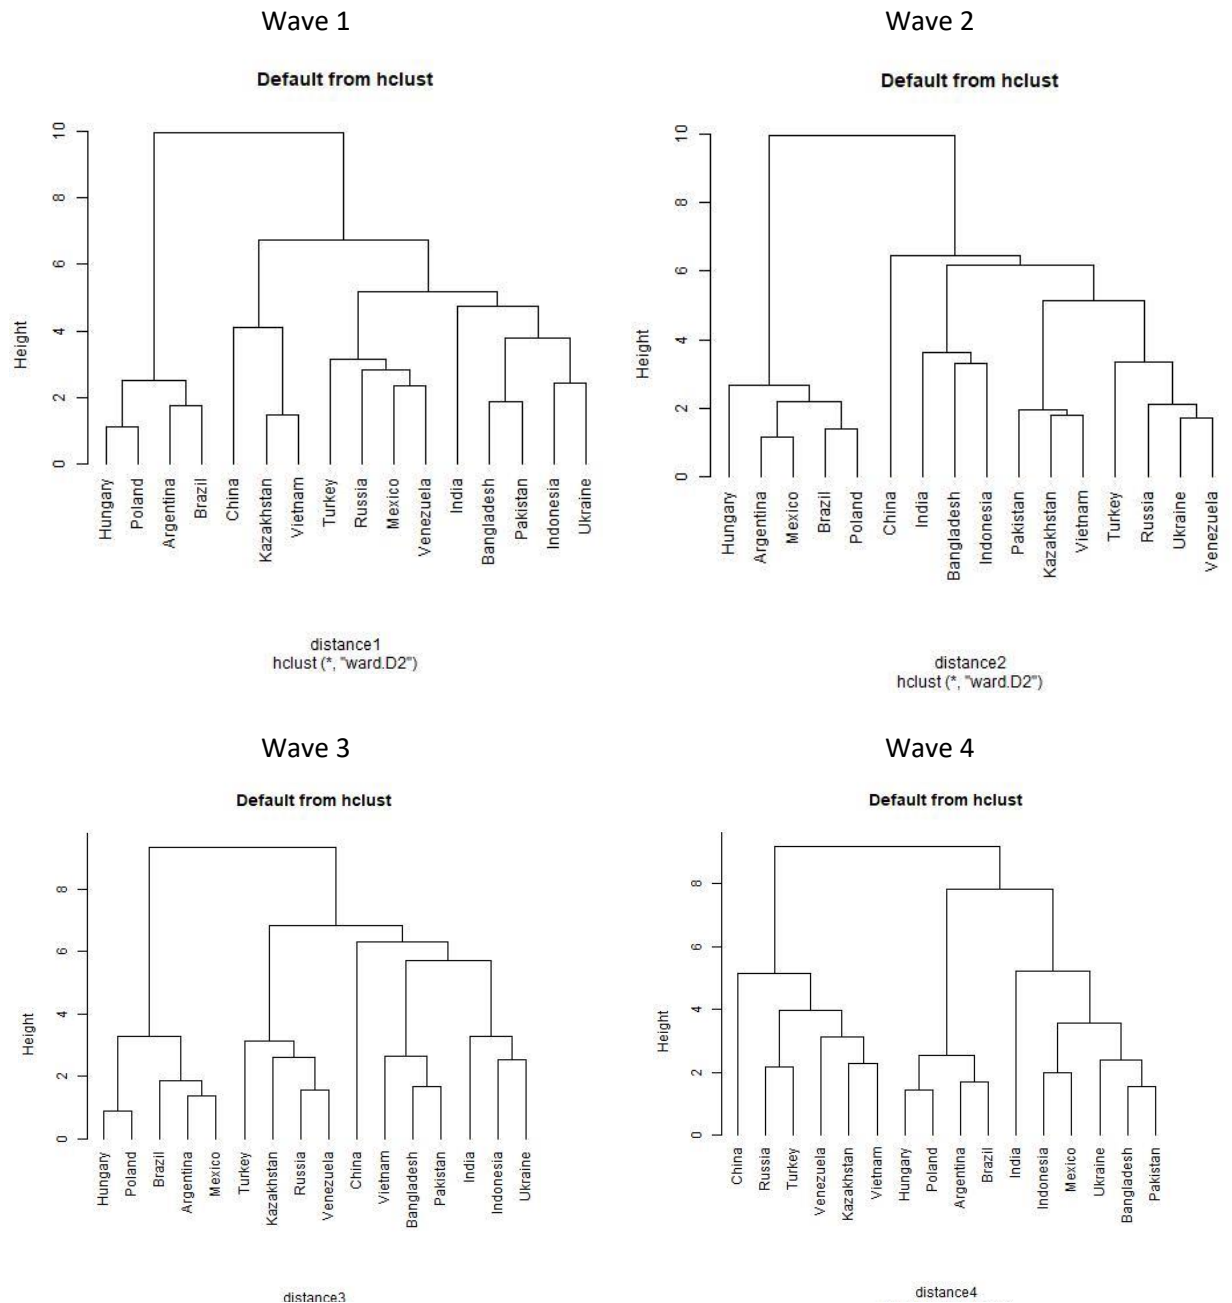 Wave 1
Default from hclust
Height
0
2
4
6
8
10
Hungary
Poland
Argentina
Brazil
China
Kazakhstan
Vietnam
Turkey
Russia
Mexico
Venezuela
India
Bangladesh
Pakistan
Indonesia
Ukraine
distance1
hclust (*, "ward.D2")
Wave 2
Default from hclust
Height
0
2
4
6
8
10
Hungary
Argentina
Mexico
Brazil
Poland
China
India
Bangladesh
Indonesia
Pakistan
Kazakhstan
Vietnam
Turkey
Russia
Ukraine
Venezuela
distance2
hclust (*, "ward.D2")
Wave 3
Default from hclust
Height
0
2
4
6
8
Hungary
Poland
Brazil
Argentina
Mexico
Turkey
Kazakhstan
Russia
Venezuela
China
Vietnam
Bangladesh
Pakistan
India
Indonesia
Ukraine
distance3
Wave 4
Default from hclust
Height
0
2
4
6
8
China
Russia
Turkey
Venezuela
Kazakhstan
Vietnam
Hungary
Poland
Argentina
Brazil
India
Indonesia
Mexico
Ukraine
Bangladesh
Pakistan
distance4